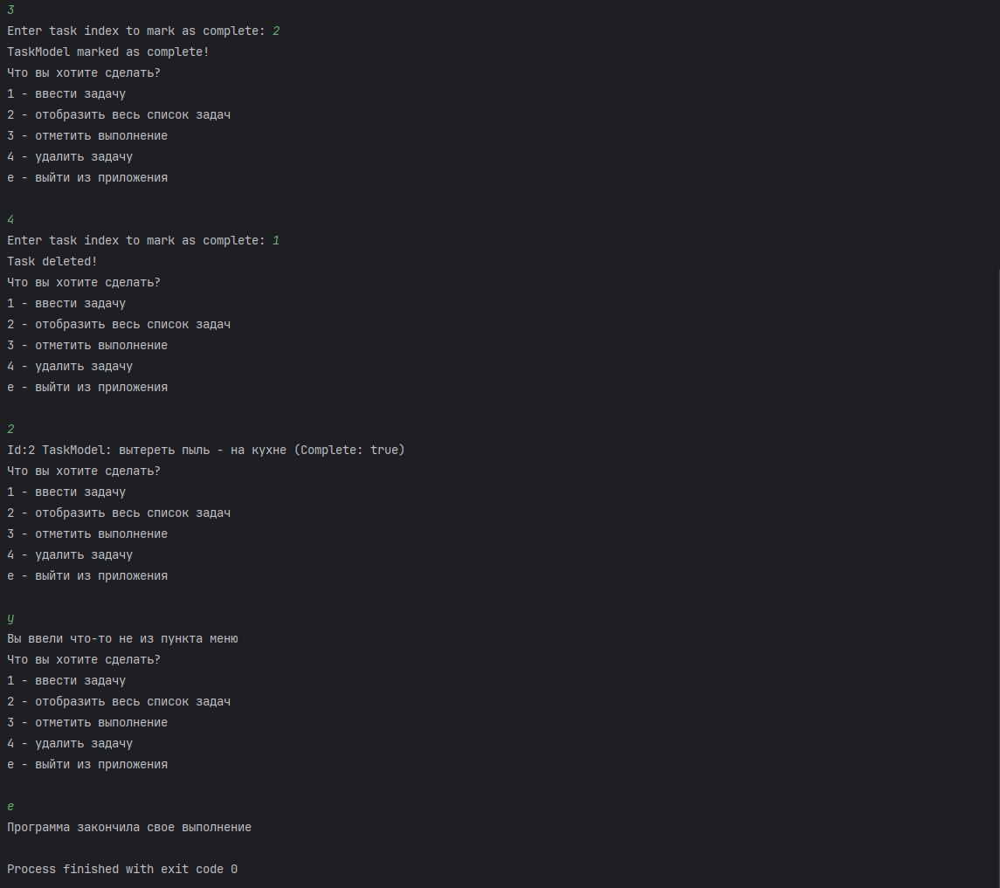 3
Enter task index to mark as complete: 2
TaskModel marked as complete!
Что вы хотите сделать?
1 - ввести задачу
2 - отобразить весь список задач
3 - отметить выполнение
4 - удалить задачу
e - выйти из приложения
4
Enter task index to mark as complete: 1
Task deleted!
Что вы хотите сделать?
1 - ввести задачу
2 - отобразить весь список задач
3 - отметить выполнение
4 - удалить задачу
e - выйти из приложения
2
Id:2 TaskModel: вытереть пыль - на кухне (Complete: true)
Что вы хотите сделать?
1 - ввести задачу
2 - отобразить весь список задач
3 - отметить выполнение
4 - удалить задачу
e - выйти из приложения
y
Вы ввели что-то не из пункта меню
Что вы хотите сделать?
1 - ввести задачу
2 - отобразить весь список задач
3 - отметить выполнение
4 - удалить задачу
e - выйти из приложения
e
Программа закончила свое выполнение
Process finished with exit code 0